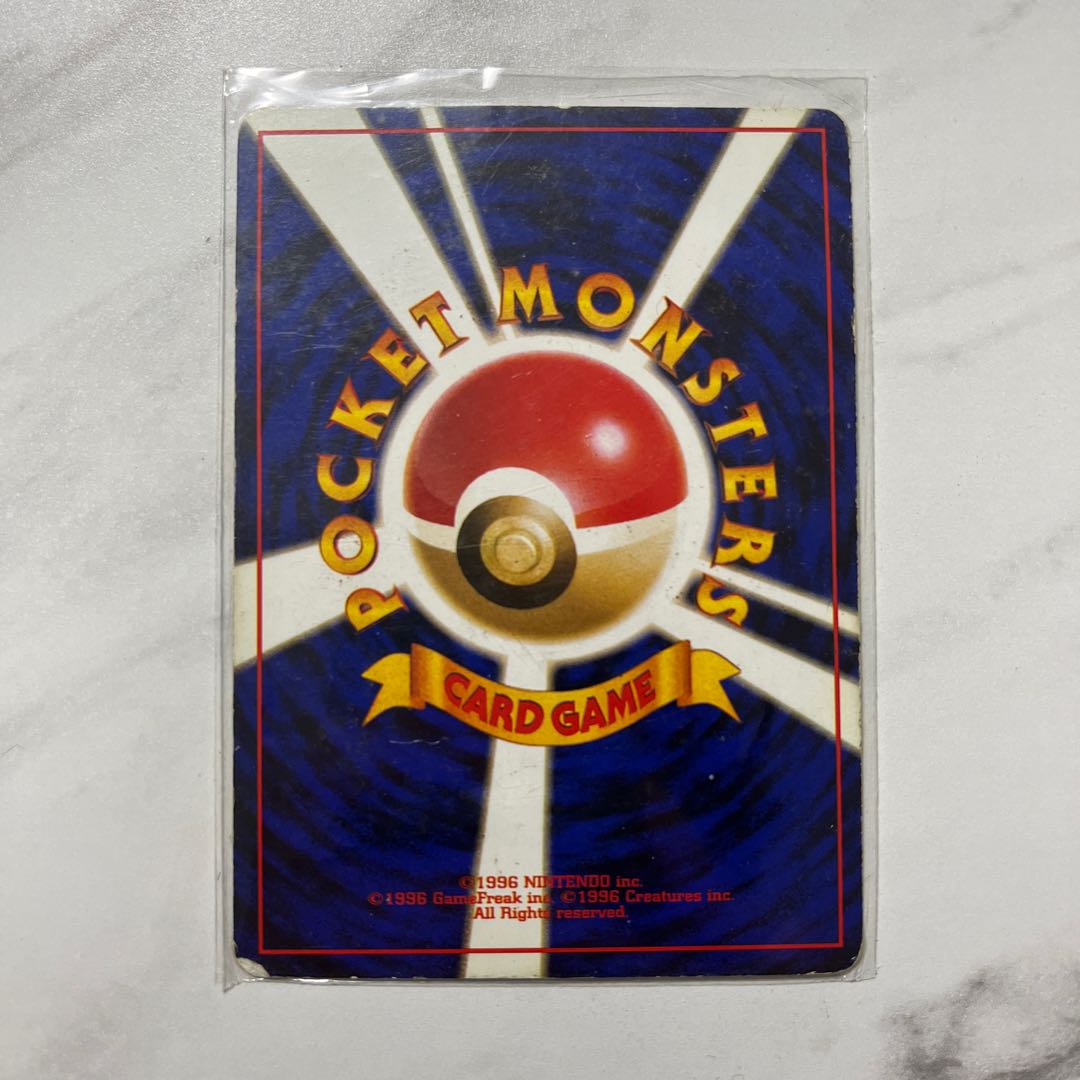 POCKET MONSTERS
CARD GAME
©1996 NINTENDO inc.
©1996 GameFreak inc. ©1996 Creatures inc.
All Rights reserved.